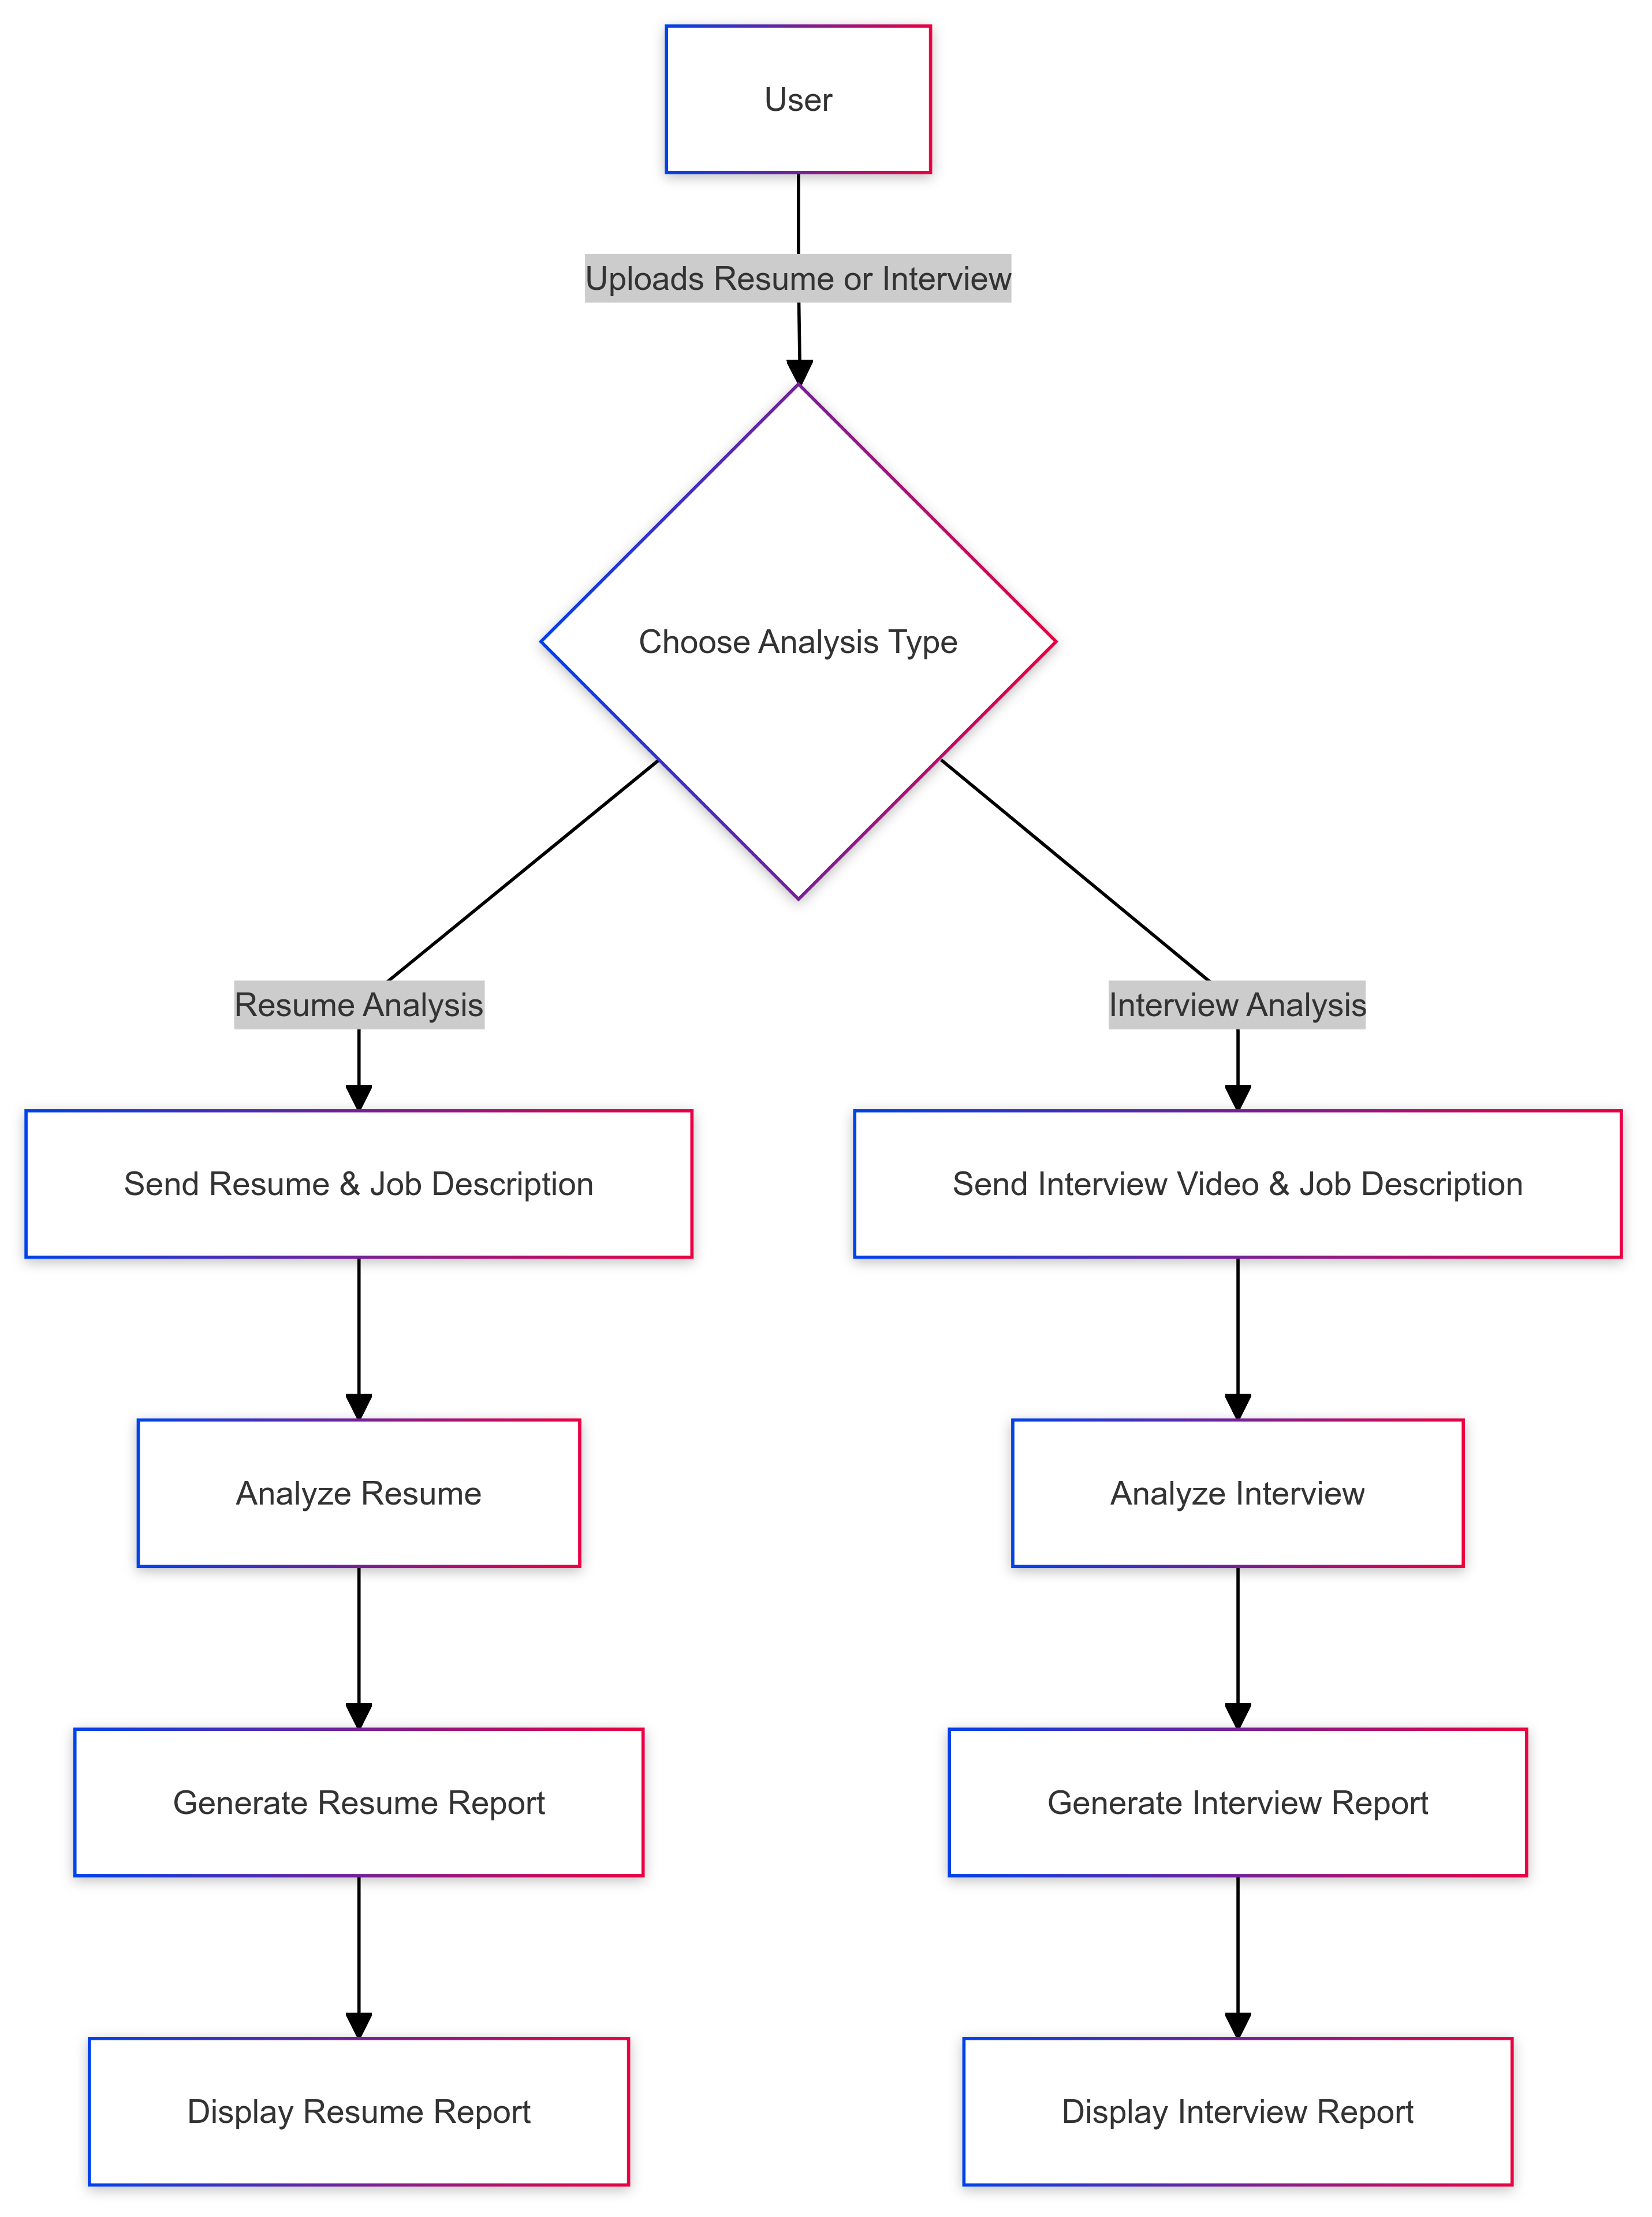 User
Uploads Resume or Interview
Choose Analysis Type
Resume Analysis
Interview Analysis
Send Resume & Job Description
Send Interview Video & Job Description
Analyze Resume
Analyze Interview
Generate Resume Report
Generate Interview Report
Display Resume Report
Display Interview Report